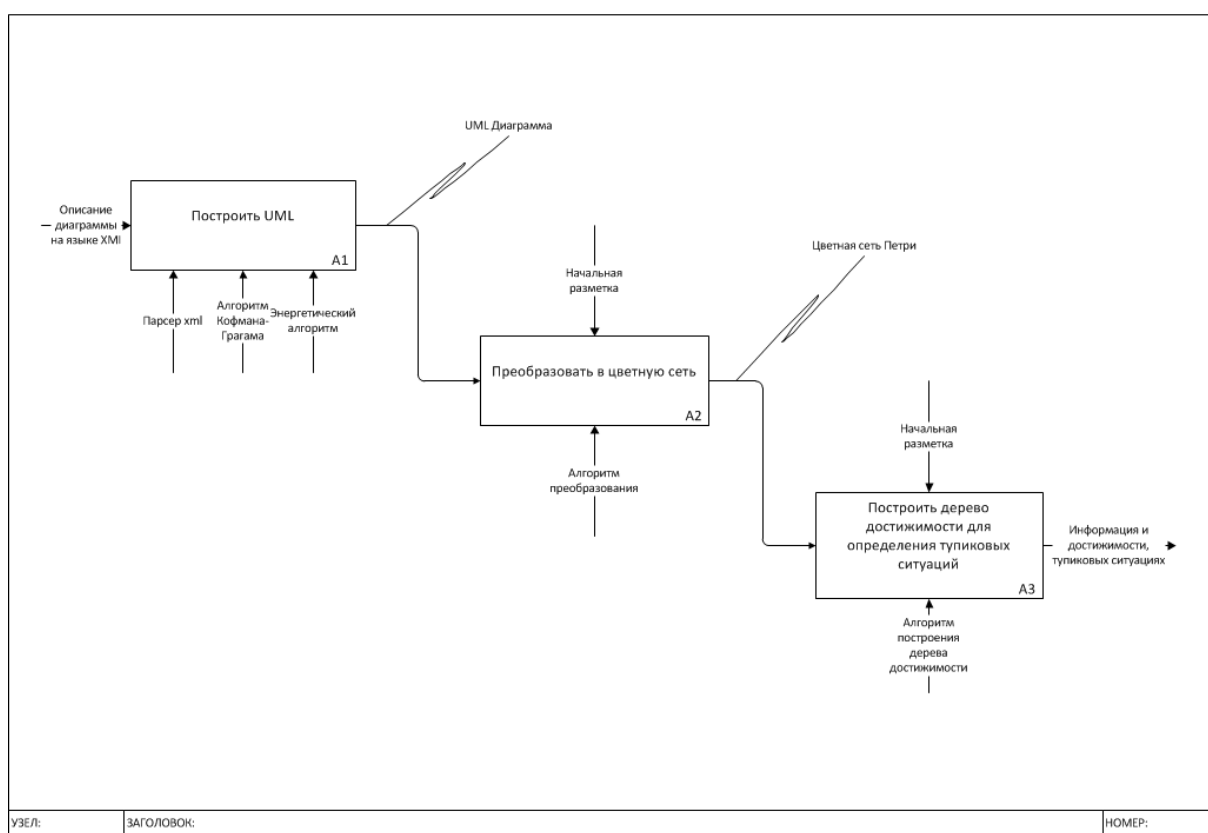 UML Диаграмма
Построить UML
A1
Описание
диаграммы
на языке XMI
Парсер xml
Алгоритм
Кофмана-
Грагама
Энергетический
алгоритм
Начальная
разметка
Цветная сеть Петри
Преобразовать в цветную сеть
A2
Алгоритм
преобразования
Начальная
разметка
Построить дерево
достижимости для
определения тупиковых
ситуаций
A3
Информация и
достижимости,
тупиковых ситуациях
Алгоритм
построения
дерева
достижимости
УЗЕЛ:
ЗАГОЛОВОК:
НОМЕР: